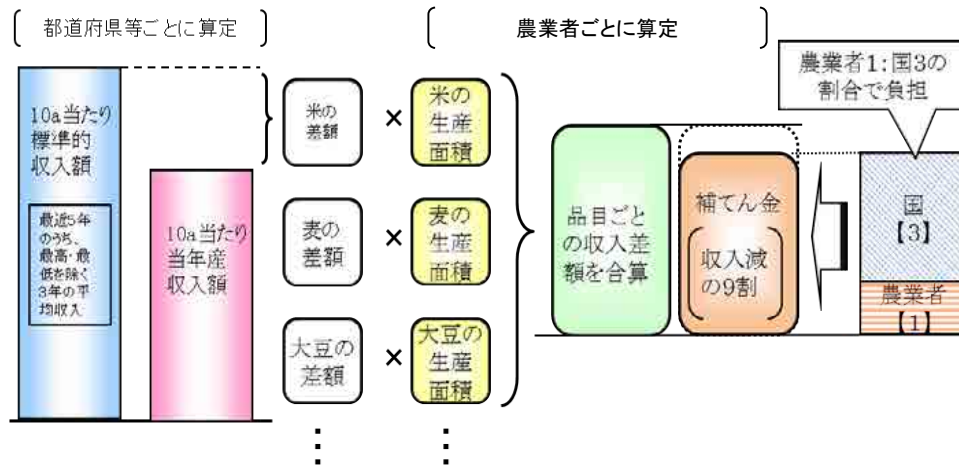 都道府県等ごとに算定
農業者ごとに算定
10a当たり
標準的
収入額
最近5年
のうち、
最高・最
低を除く
3年の平
均収入
10a当たり
当年産
収入額
米の
差額
×
米の
生産
面積
麦の
差額
×
麦の
生産
面積
大豆の
差額
×
大豆の
生産
面積
品目ごと
の収入差
額を合算
補てん金
収入減
の9割
農業者1:国3の
割合で負担
国
【3】
農業者
【1】